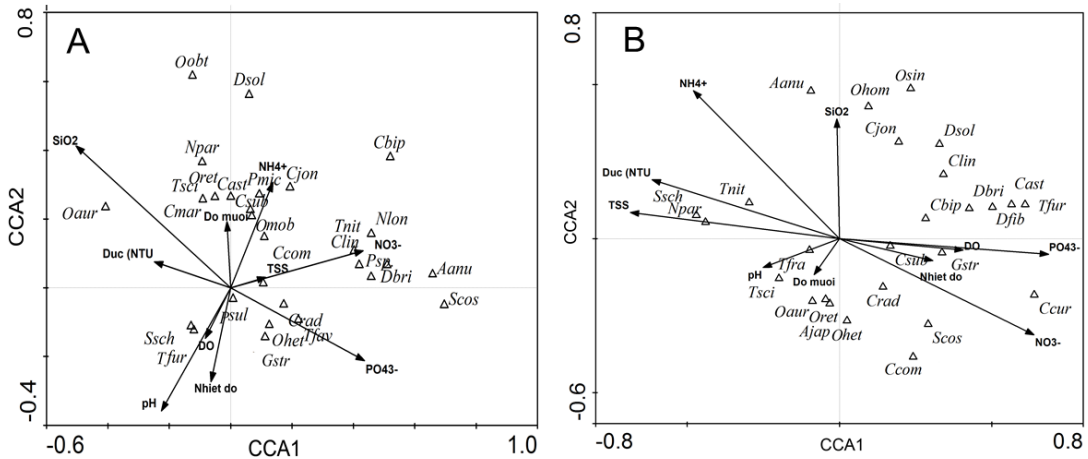 A
0.8
Oobt
Dsol
SiO2
Npar
Cbip
NH4+
Oret
Cast
Pmic
Cjon
Tsci
Csub
Oaur
Cmar
Do muoi
Omob
Tnit
Nlon
Clin
NO3-
Duc (NTU
Ccom
TSS
Psp
Dbri
Aanu
Scos
Psul
Crad
Tfav
Ssch
DO
Ohet
Tfur
Gstr
PO43-
Nhiet do
pH
CCA2
-0.4
-0.6
CCA1
1.0
B
0.8
NH4+
Aanu
Ohom
Osin
SiO2
Cjon
Dsol
Clin
Duc (NTU
Ssch
Tnit
TSS
Npar
Dbri
Cast
Cbip
Dfib
Tfur
DO
PO43-
Tfra
Csub
Gstr
pH
Nhiet do
Tsci
Do muoi
Crad
Ccur
Oaur
Oret
Ajap
Ohet
Scos
NO3-
Ccom
CCA2
-0.6
-0.8
CCA1
0.8